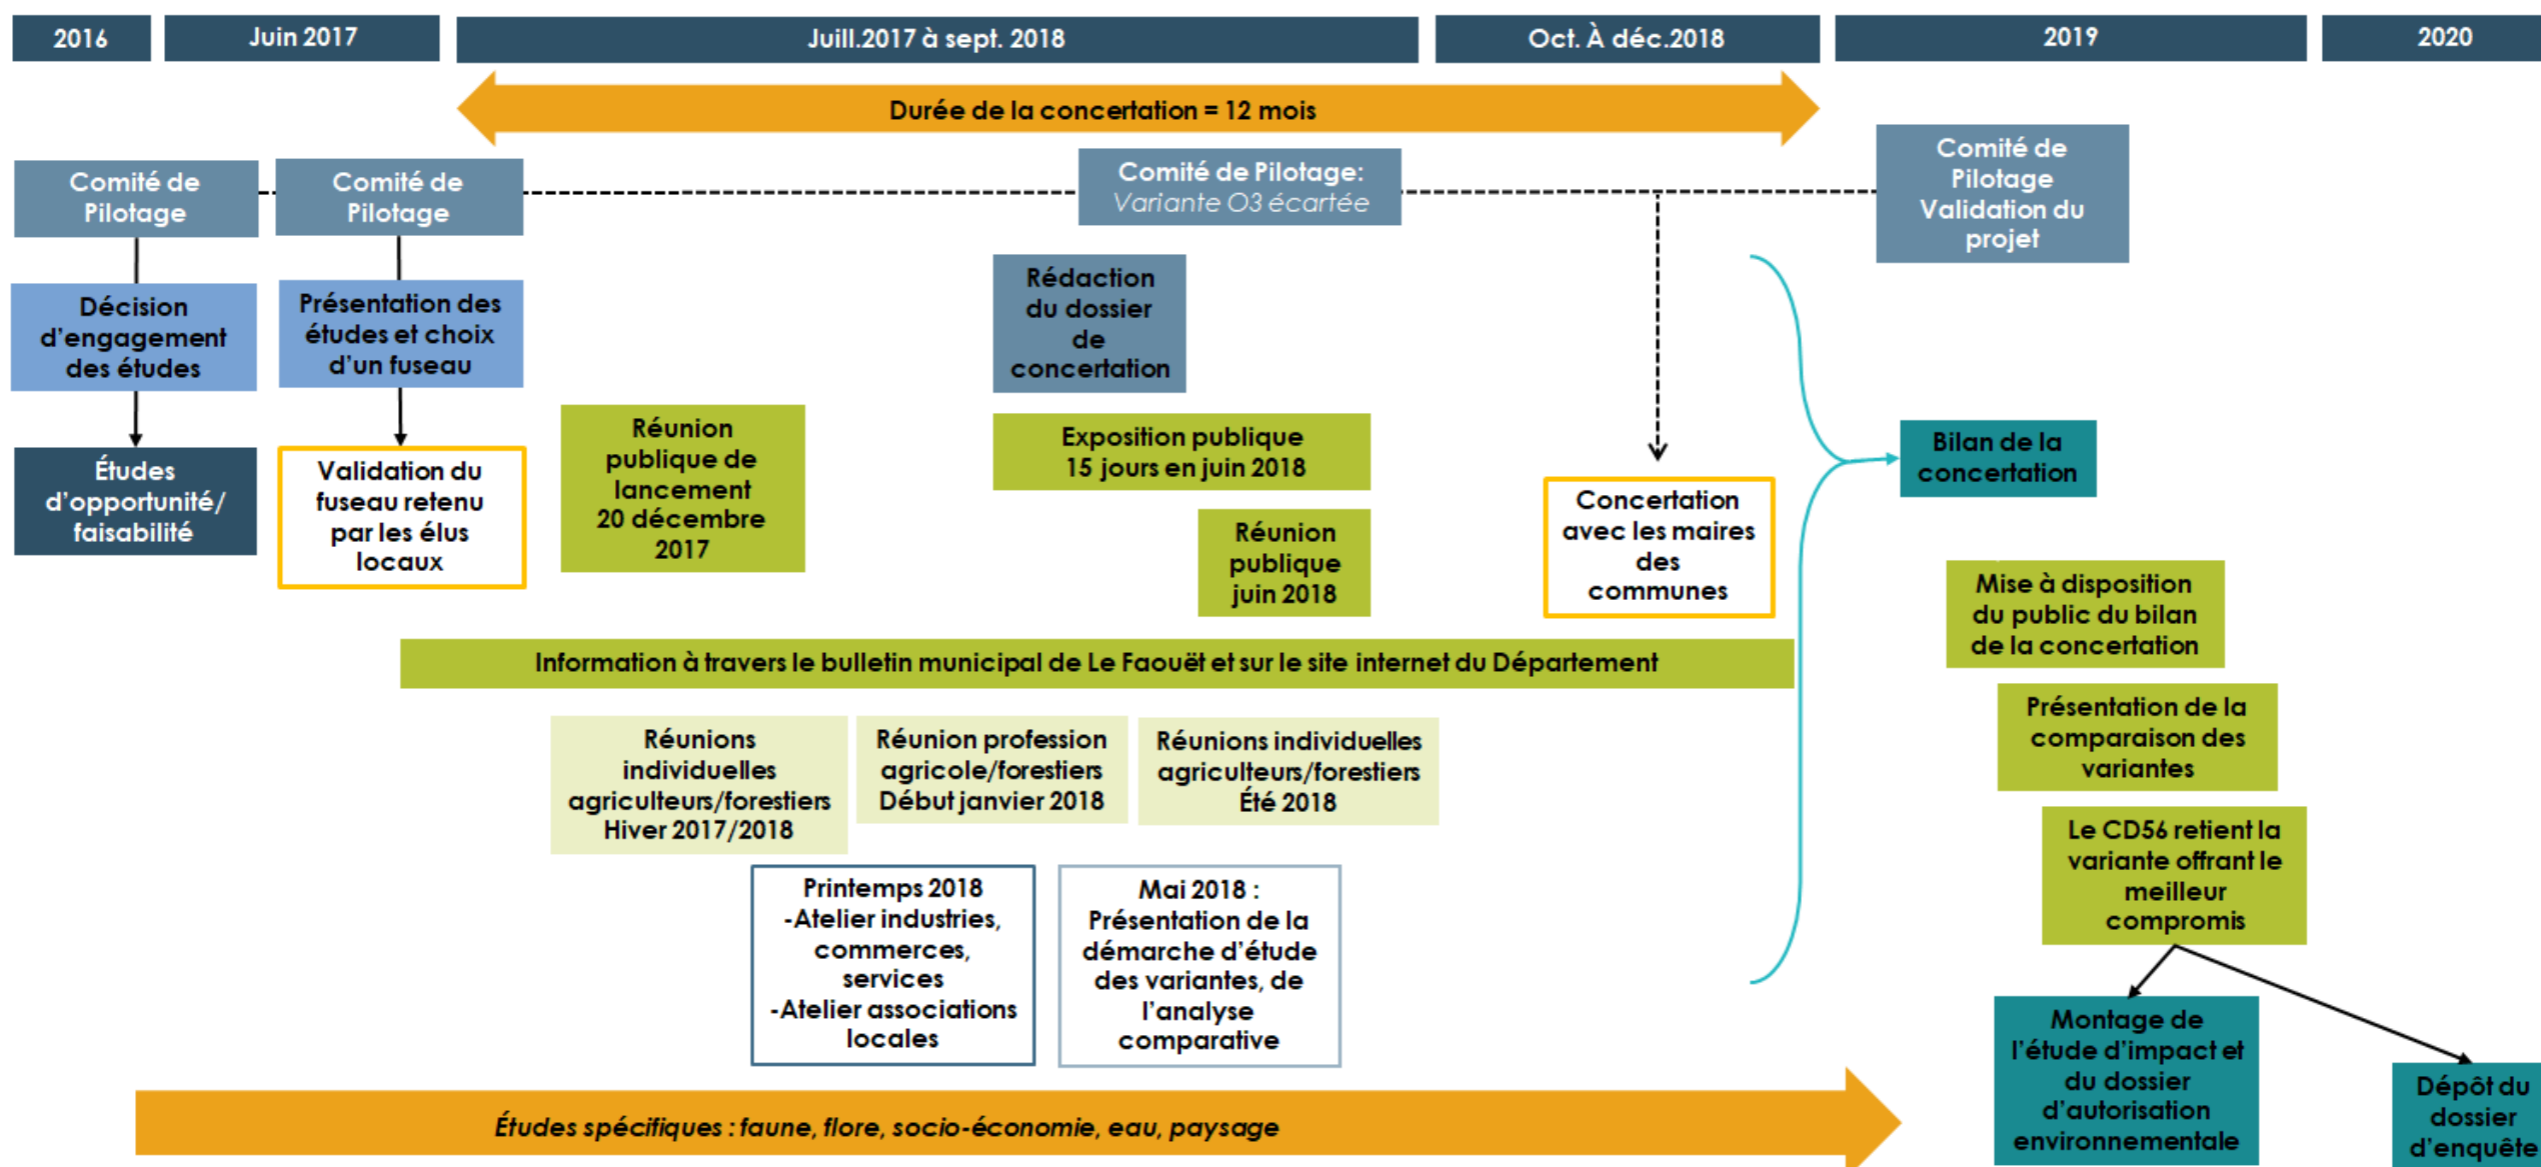 2016
Juin 2017
Juill.2017 à sept. 2018
Oct. À déc.2018
2019
2020
Durée de la concertation = 12 mois
Comité de
Pilotage
Comité de
Pilotage
Comité de Pilotage:
Variante O3 écartée
Comité de
Pilotage
Validation du
projet
Décision
d'engagement
des études
Présentation des
études et choix
d'un fuseau
Rédaction
du dossier
de
concertation
Études
d'opportunité/
faisabilité
Validation du
fuseau retenu
par les élus
locaux
Réunion
publique de
lancement
20 décembre
2017
Exposition publique
15 jours en juin 2018
Réunion
publique
juin 2018
Concertation
avec les maires
des
communes
Bilan de la
concertation
Mise à disposition
du public du bilan
de la concertation
Information à travers le bulletin municipal de Le Faouët et sur le site internet du Département
Réunions
individuelles
agriculteurs/forestiers
Hiver 2017/2018
Réunion profession
agricole/forestiers
Début janvier 2018
Réunions individuelles
agriculteurs/forestiers
Été 2018
Présentation de la
comparaison des
variantes
Le CD56 retient la
variante offrant le
meilleur
compromis
Printemps 2018
-Atelier industries,
commerces,
services
-Atelier associations
locales
Mai 2018 :
Présentation de la
démarche d'étude
des variantes, de
l'analyse
comparative
Montage de
l'étude d'impact et
du dossier
d'autorisation
environnementale
Dépôt du
dossier
d'enquête
Études spécifiques : faune, flore, socio-économie, eau, paysage